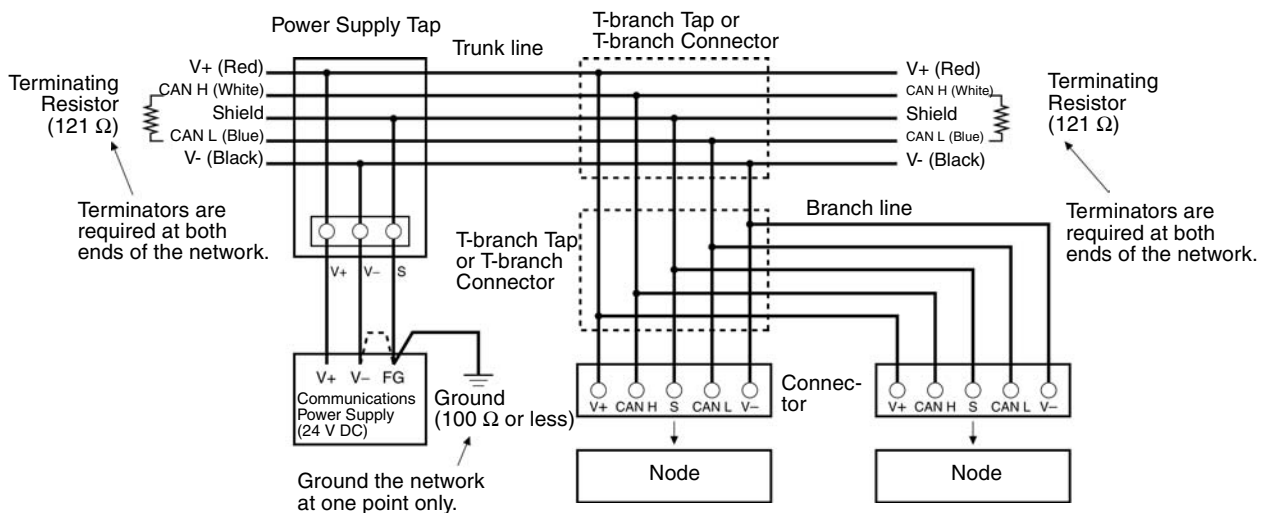 Power Supply Tap
T-branch Tap or
T-branch Connector
Trunk line
Terminating
Resistor
(121 Ω)
V+ (Red)
CAN H (White)
Shield
CAN L (Blue)
V- (Black)
V+ (Red)
CAN H (White)
Shield
CAN L (Blue)
V- (Black)
Terminating
Resistor
(121 Ω)
Terminators are
required at both
ends of the network.
Branch line
Terminators are
required at both
ends of the network.
T-branch Tap
or T-branch
Connector
V+ V– S
V+ V– FG
Communications
Power Supply
(24 V DC)
Ground
(100 Ω or less)
Ground the network
at one point only.
V+ CAN H S CAN L V–
Connec-
tor
V+ CAN H S CAN L V–
Node
Node